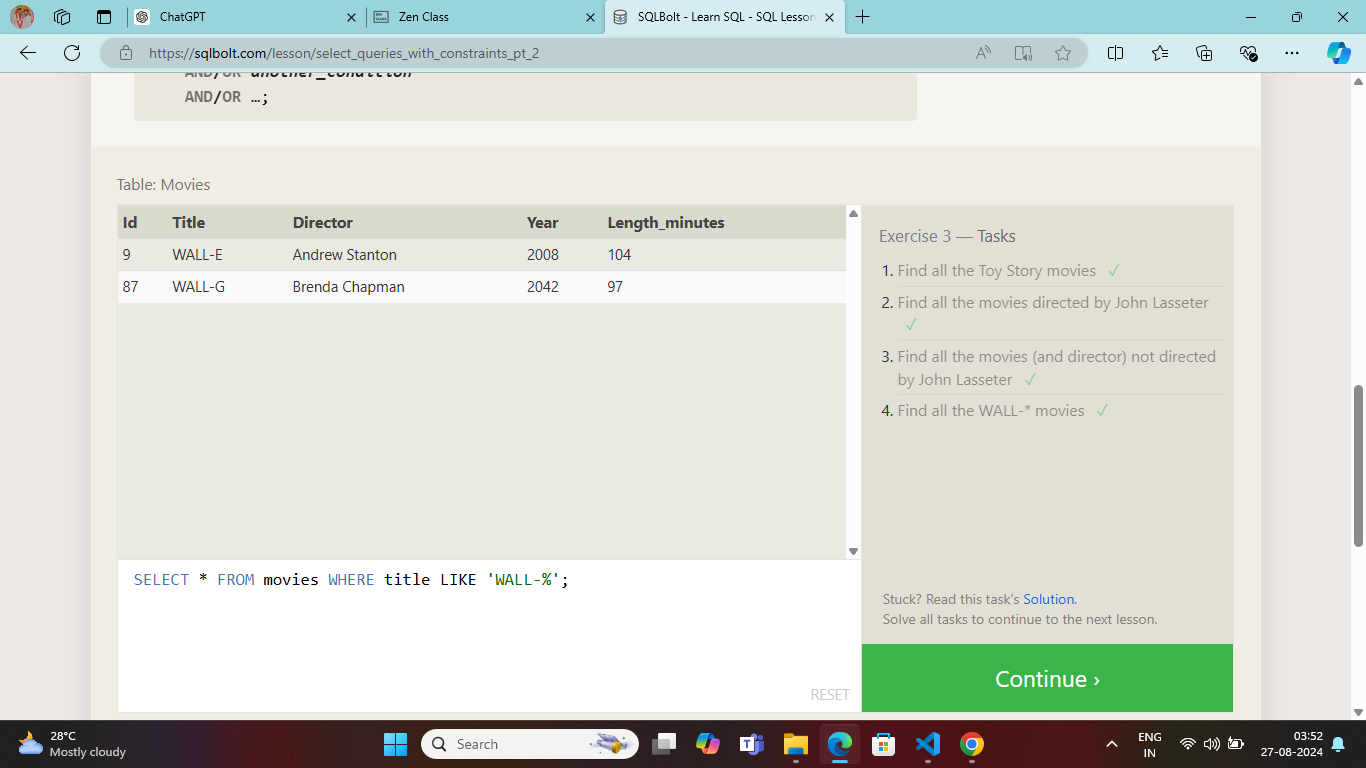 ChatGPT
Zen Class
SQLBolt - Learn SQL - SQL Lesson
https://sqlbolt.com/lesson/select_queries_with_constraints_pt_2
AND/OR another_condition
AND/OR …;
Table: Movies
Id Title Director Year Length_minutes
9 WALL-E Andrew Stanton 2008 104
87 WALL-G Brenda Chapman 2042 97
SELECT * FROM movies WHERE title LIKE 'WALL-%';
RESET
Exercise 3 — Tasks
1. Find all the Toy Story movies ✓
2. Find all the movies directed by John Lasseter
✓
3. Find all the movies (and director) not directed
by John Lasseter ✓
4. Find all the WALL-* movies ✓
Stuck? Read this task's Solution.
Solve all tasks to continue to the next lesson.
Continue ›
28°C
Mostly cloudy
Search
ENG
IN
03:52
27-08-2024